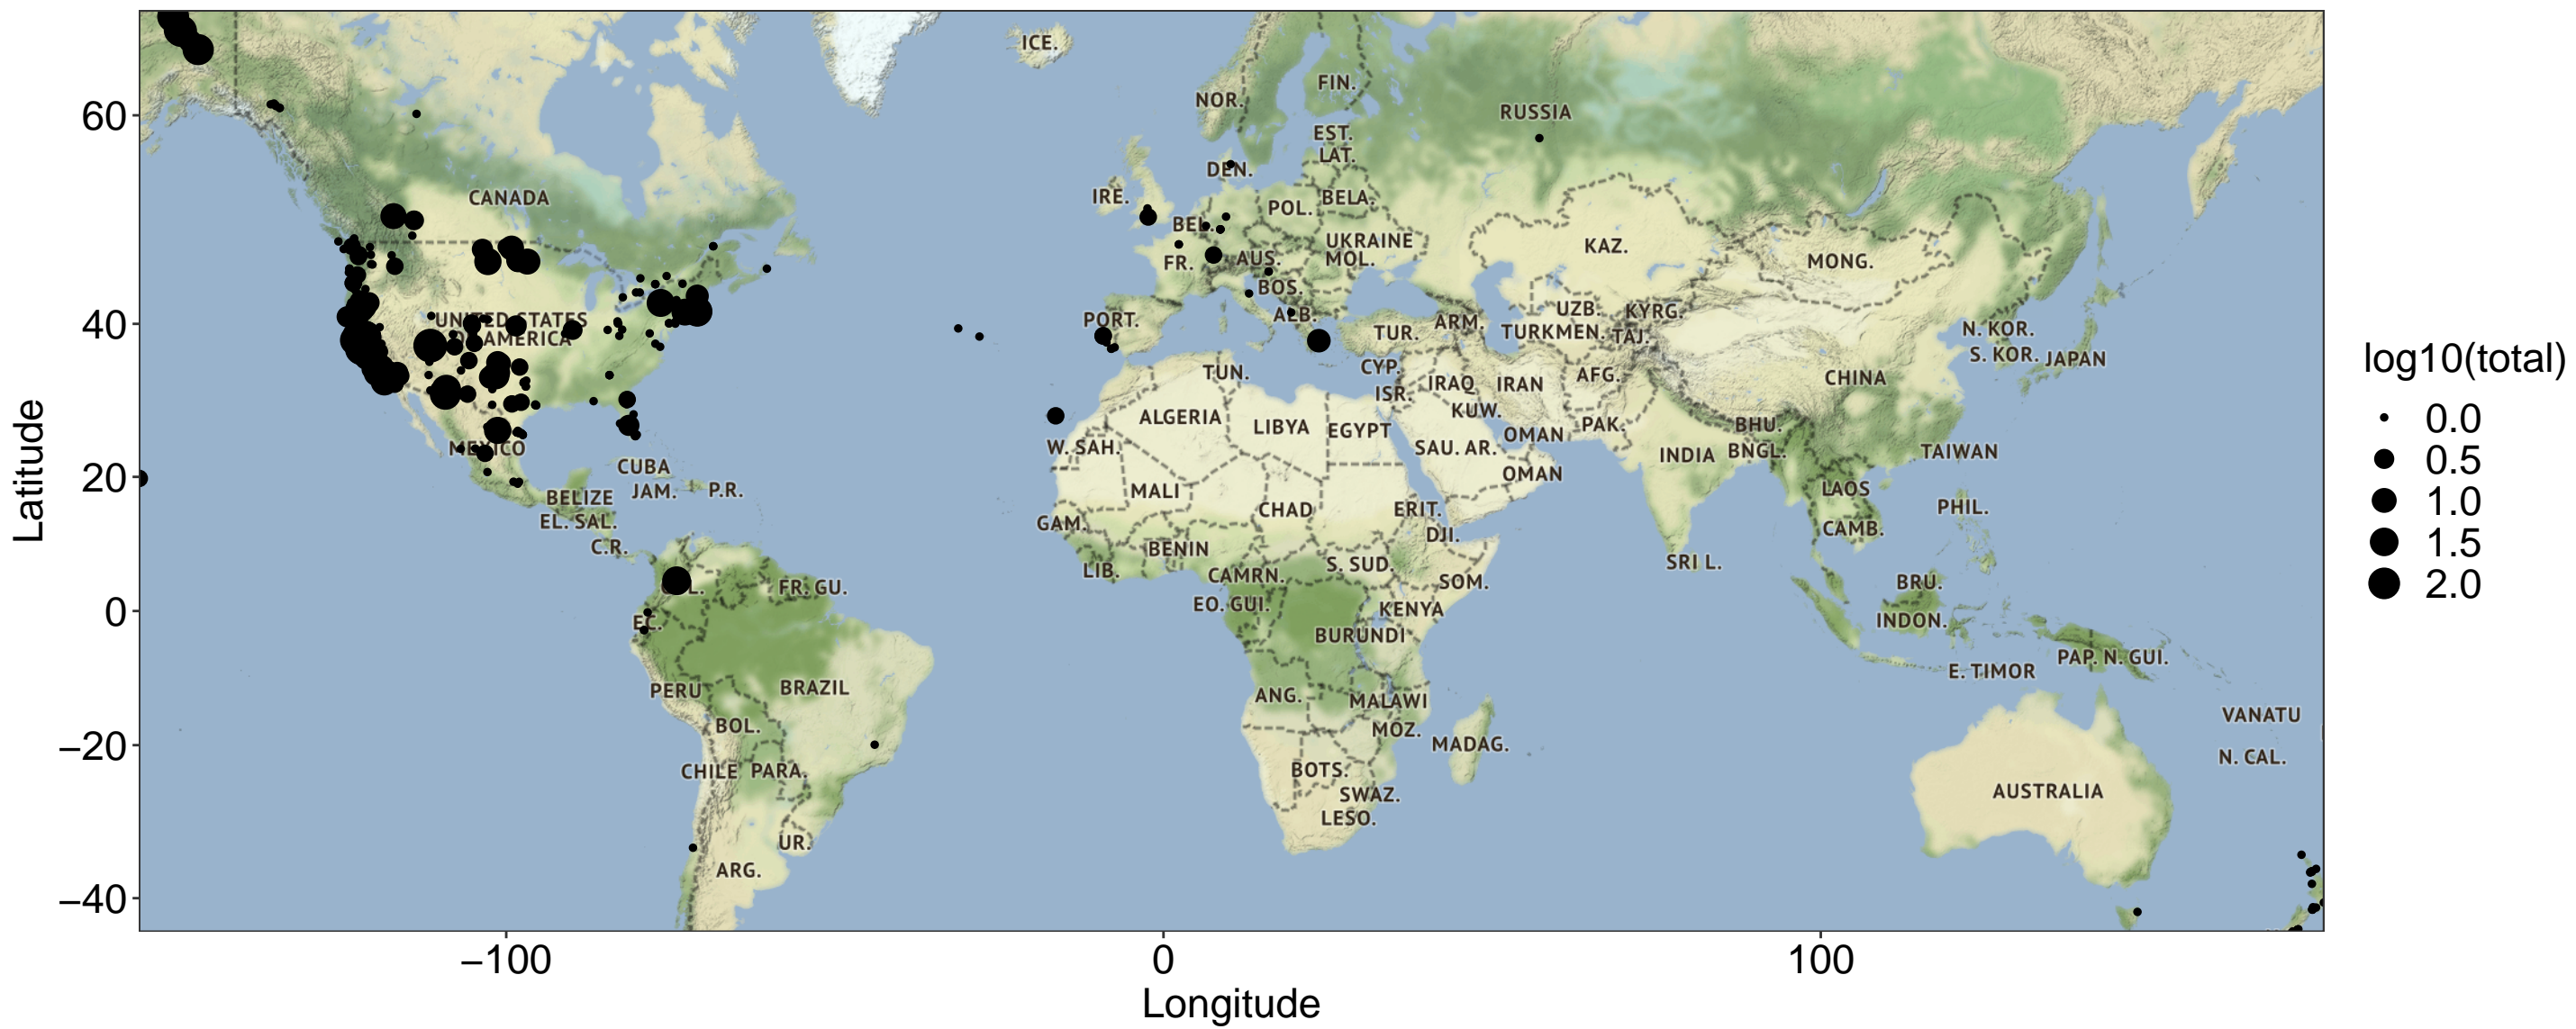 ICE.
FIN.
NOR.
RUSSIA
60
EST.
LAT.
DEN.
CANADA
IRE.
BELA.
POL.
BEL.
UKRAINE
KAZ.
AUS.
MOL.
FR.
MONG.
BOS.
UZB.
KYRG.
UNITED STATES
PORT.
ALB.
ARM.
40
N. KOR.
TUR.
TURKMEN.
TAJ.
AMERICA
S. KOR.
JAPAN
log10(total)
CYP.
TUN.
AFG.
CHINA
IRAQ
IRAN
ISR.
0.0
KUW.
ALGERIA
LIBYA
EGYPT
PAK.
BHU.
OMAN
MEXICO
W. SAH.
SAU. AR.
INDIA
BNGL.
TAIWAN
0.5
CUBA
20
OMAN
JAM.
P.R.
MALI
LAOS
BELIZE
1.0
CHAD
ERIT.
PHIL.
EL. SAL.
GAM.
CAMB.
DJI.
C.R.
BENIN
1.5
SRI L.
S. SUD.
LIB.
CAMRN.
SOM.
BRU.
2.0
FR. GU.
EO. GUI.
KENYA
0
EC.
INDON.
BURUNDI
PAP. N. GUI.
E. TIMOR
PERU
BRAZIL
ANG.
MALAWI
VANATU
BOL.
MOZ.
−20
MADAG.
N. CAL.
CHILE
PARA.
BOTS.
AUSTRALIA
SWAZ.
LESO.
UR.
ARG.
−40
−100
0
100
Longitude
Latitude